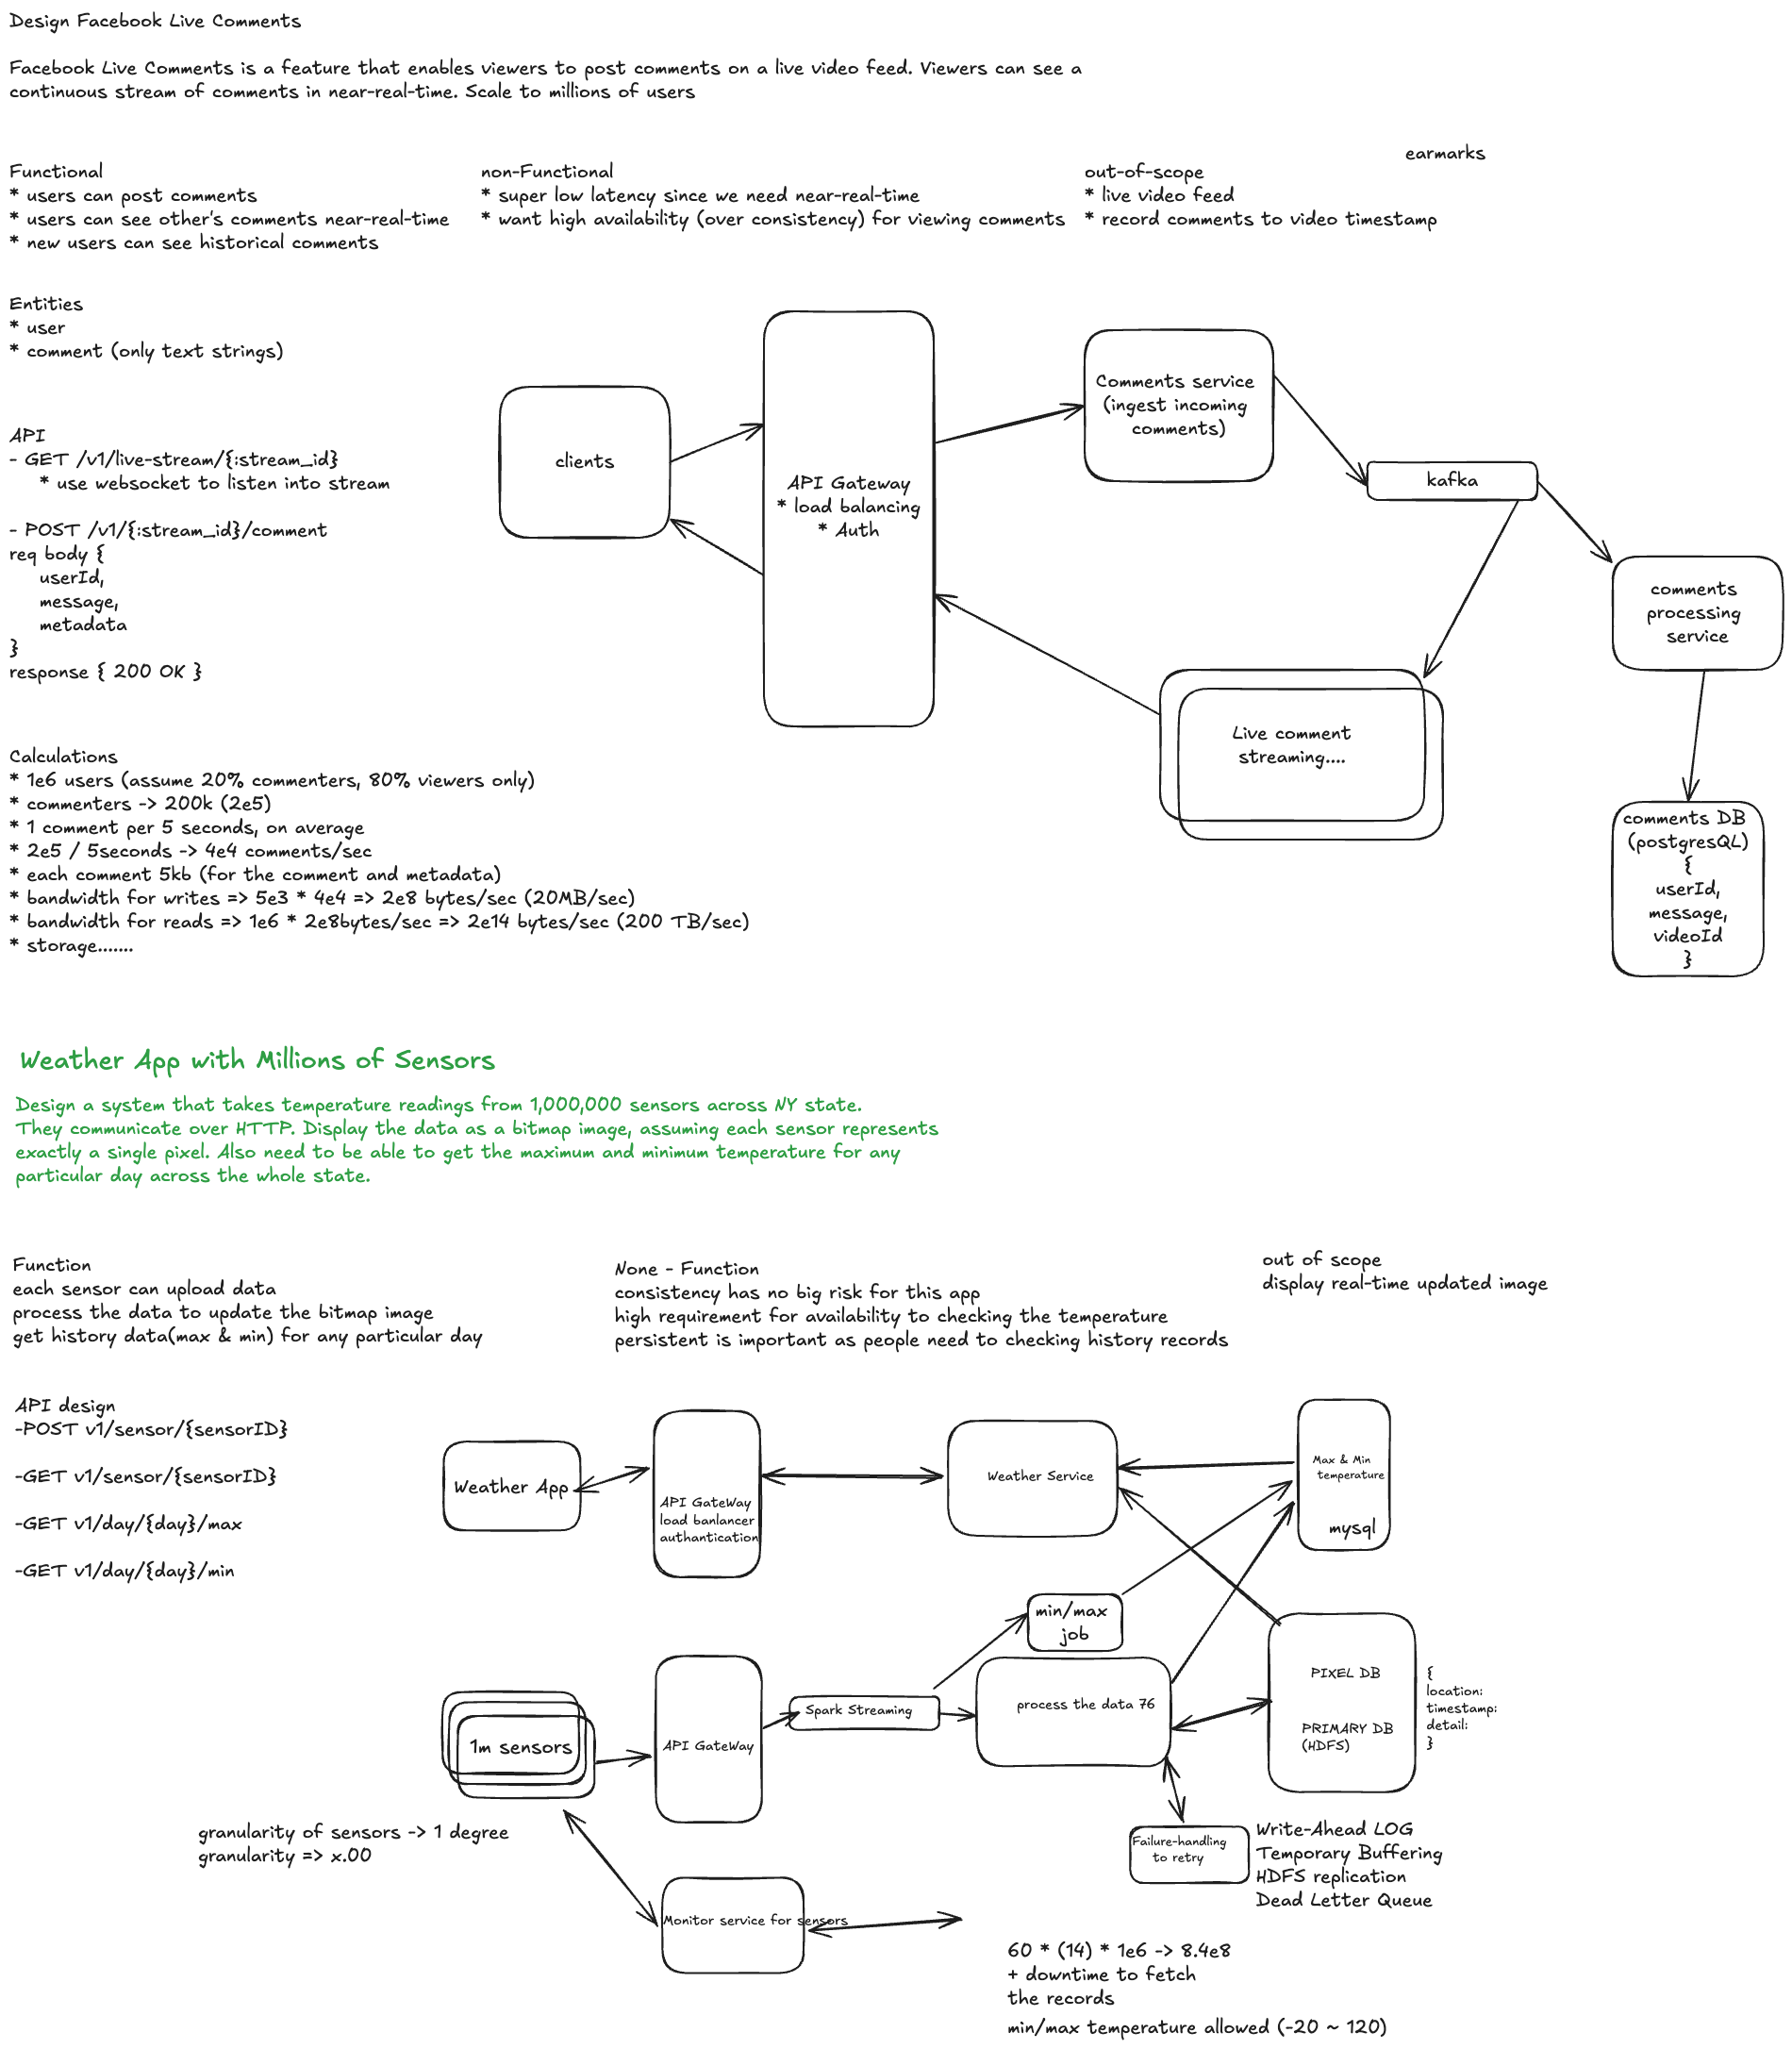 Design Facebook Live Comments
Facebook Live Comments is a feature that enables viewers to post comments on a live video feed. Viewers can see a
continuous stream of comments in near-real-time. Scale to millions of users
earmarks
Functional
* users can post comments
* users can see other's comments near-real-time
* new users can see historical comments
non-Functional
* super low latency since we need near-real-time
* want high availability (over consistency) for viewing comments
out-of-scope
* live video feed
* record comments to video timestamp
Entities
* user
* comment (only text strings)
API
- GET /v1/live-stream/{:stream_id}
* use websocket to listen into stream
- POST /v1/{:stream_id}/comment
req body {
userId,
message,
metadata
}
response { 200 OK }
clients
API Gateway
* load balancing
* Auth
Comments service
(ingest incoming
comments)
kafka
comments
processing
service
Live comment
streaming....
comments DB
(postgresQL)
{
userId,
message,
videoId
}
Calculations
* 1e6 users (assume 20% commenters, 80% viewers only)
* commenters -> 200k (2e5)
* 1 comment per 5 seconds, on average
* 2e5 / 5seconds -> 4e4 comments/sec
* each comment 5kb (for the comment and metadata)
* bandwidth for writes => 5e3 * 4e4 => 2e8 bytes/sec (20MB/sec)
* bandwidth for reads => 1e6 * 2e8bytes/sec => 2e14 bytes/sec (200 TB/sec)
* storage.......
Weather App with Millions of Sensors
Design a system that takes temperature readings from 1,000,000 sensors across NY state.
They communicate over HTTP. Display the data as a bitmap image, assuming each sensor represents
exactly a single pixel. Also need to be able to get the maximum and minimum temperature for any
particular day across the whole state.
Function
each sensor can upload data
process the data to update the bitmap image
get history data(max & min) for any particular day
None - Function
consistency has no big risk for this app
high requirement for availability to checking the temperature
persistent is important as people need to checking history records
out of scope
display real-time updated image
API design
-POST v1/sensor/{sensorID}
-GET v1/sensor/{sensorID}
-GET v1/day/{day}/max
-GET v1/day/{day}/min
Weather App
API GateWay
load banlancer
authantication
Weather Service
Max & Min
temperature
mysql
min/max
job
1m sensors
API GateWay
Spark Streaming
process the data 76
PIXEL DB
PRIMARY DB
(HDFS)
{
location:
timestamp:
detail:
}
granularity of sensors -> 1 degree
granularity => x.00
Failure-handling
to retry
Write-Ahead LOG
Temporary Buffering
HDFS replication
Dead Letter Queue
Monitor service for sensors
60 * (14) * 1e6 -> 8.4e8
+ downtime to fetch
the records
min/max temperature allowed (-20 ~ 120)